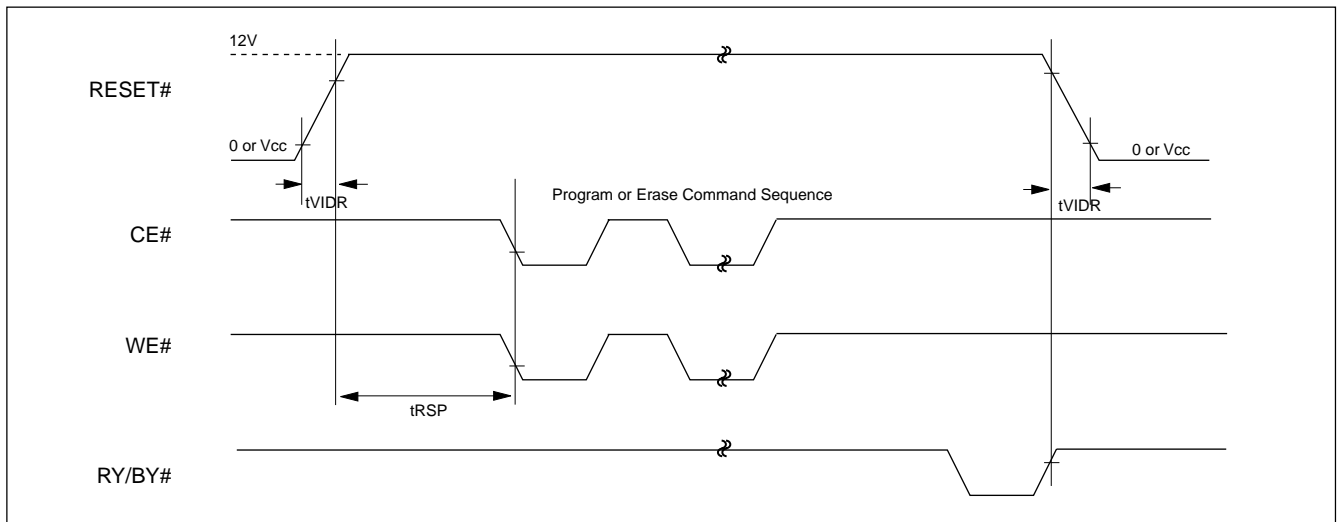 12V
RESET#
0 or Vcc
0 or Vcc
tVIDR
Program or Erase Command Sequence
tVIDR
CE#
WE#
tRSP
RY/BY#